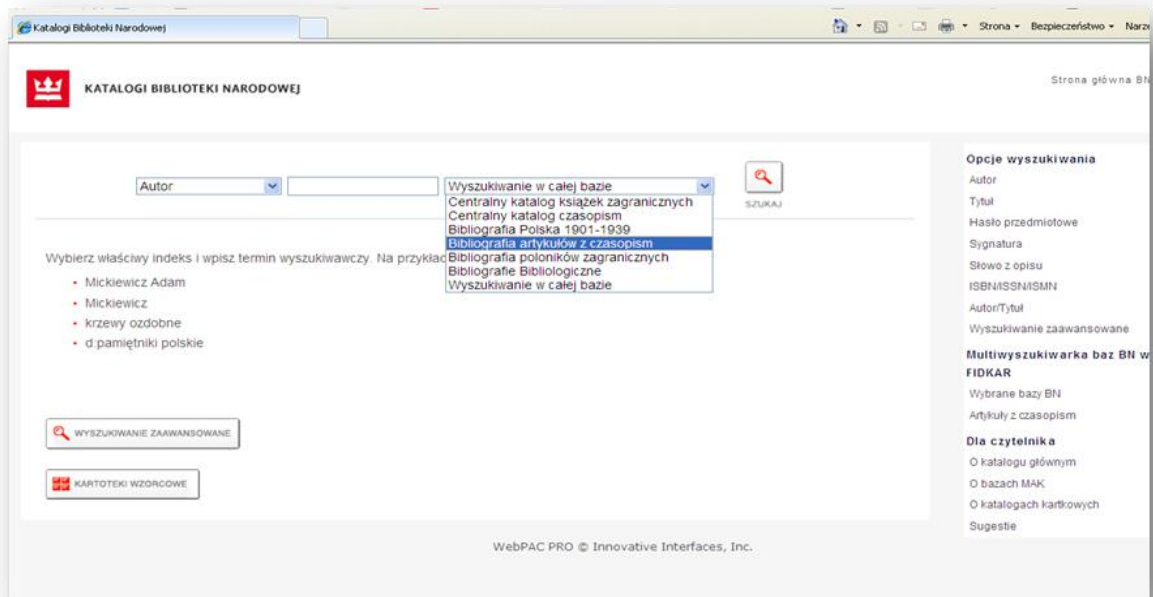 Katalogi Biblioteki Narodowej
Strona Bezpieczeństwo
KATALOGI BIBLIOTEKI NARODOWEJ
Strona główna BN
Autor
Wyszukiwanie w całej bazie
SZUKAJ
Centralny katalog książek zagranicznych
Centralny katalog czasopism
Bibliografia Polska 1901-1939
Bibliografia artykułów z czasopism
Bibliografia poloników zagranicznych
Bibliografie Bibliologiczne
Wyszukiwanie w całej bazie
Wybierz właściwy indeks i wpisz termin wyszukiwawczy. Na przykład
Mickiewicz Adam
Mickiewicz
krzewy ozdobne
d:pamiętniki polskie
WYSZUKIWANIE ZAAWANSOWANE
KARTOTEKI WZORCOWE
Opcje wyszukiwania
Autor
Tytuł
Hasło przedmiotowe
Sygnatura
Słowo z opisu
ISBN/ISSN/ISMN
Autor/Tytuł
Wyszukiwanie zaawansowane
Multiwyszukiwarka baz BN w
FIDKAR
Wybrane bazy BN
Artykuły z czasopism
Dla czytelnika
O katalogu głównym
O bazach MAK
O katalogach kartkowych
Sugestie
WebPAC PRO © Innovative Interfaces, Inc.